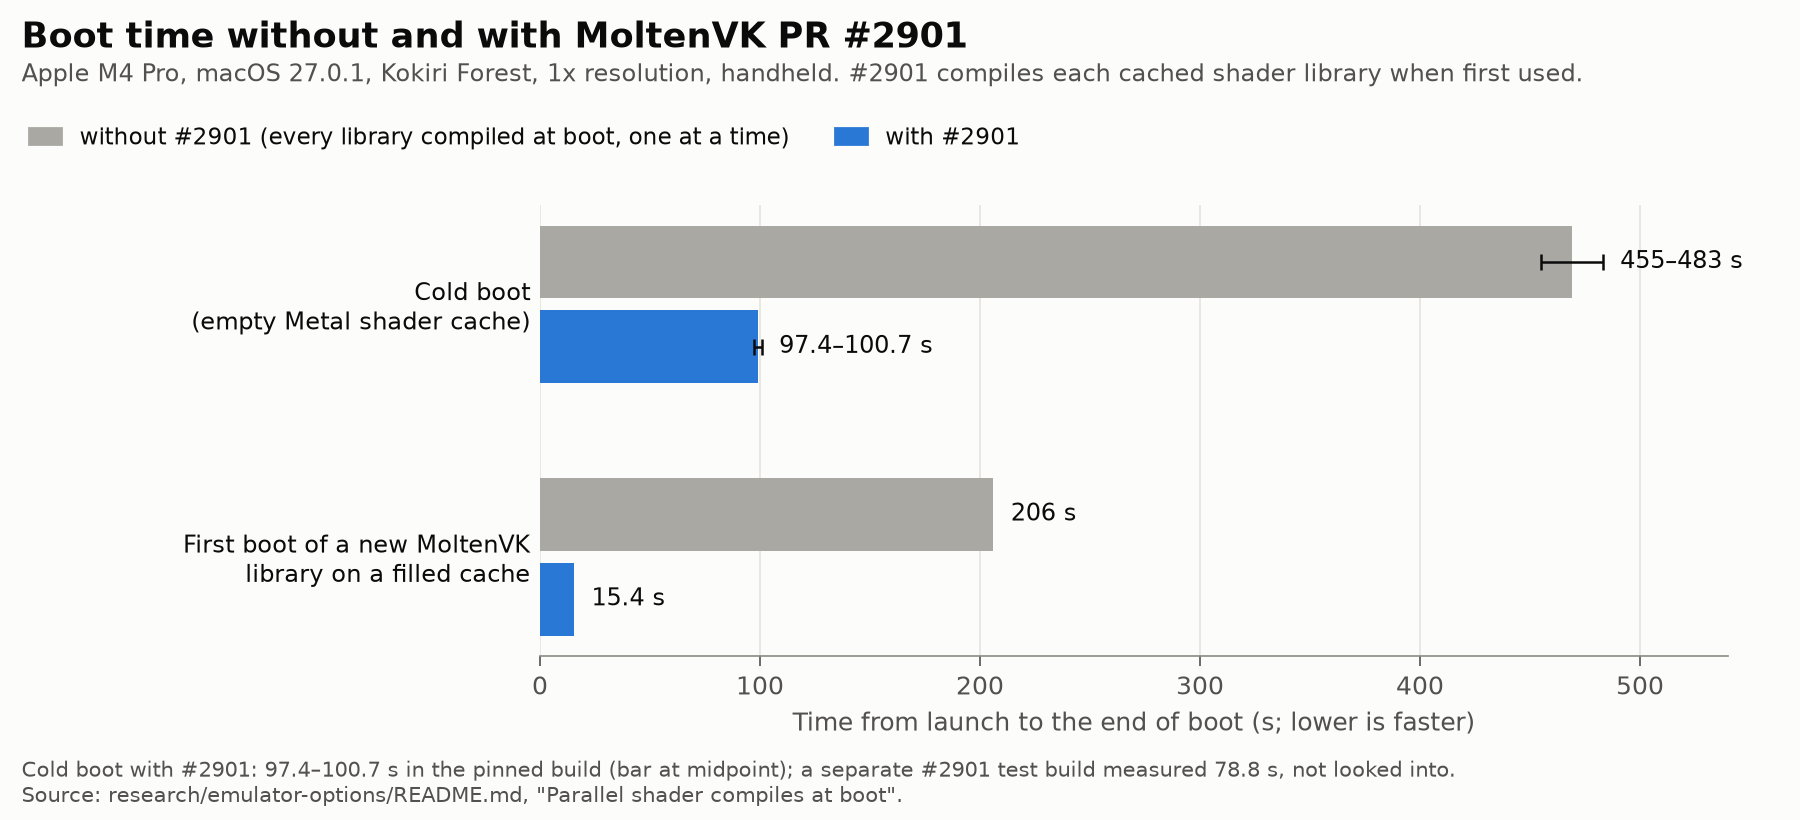 Boot time without and with MoltenVK PR #2901
Apple M4 Pro, macOS 27.0.1, Kokiri Forest, 1x resolution, handheld. #2901 compiles each cached shader library when first used.
without #2901 (every library compiled at boot, one at a time)
with #2901
Cold boot
(empty Metal shader cache)
455–483 s
97.4–100.7 s
First boot of a new MoltenVK
library on a filled cache
206 s
15.4 s
0 100 200 300 400 500
Time from launch to the end of boot (s; lower is faster)
Cold boot with #2901: 97.4–100.7 s in the pinned build (bar at midpoint); a separate #2901 test build measured 78.8 s, not looked into.
Source: research/emulator-options/README.md, "Parallel shader compiles at boot".